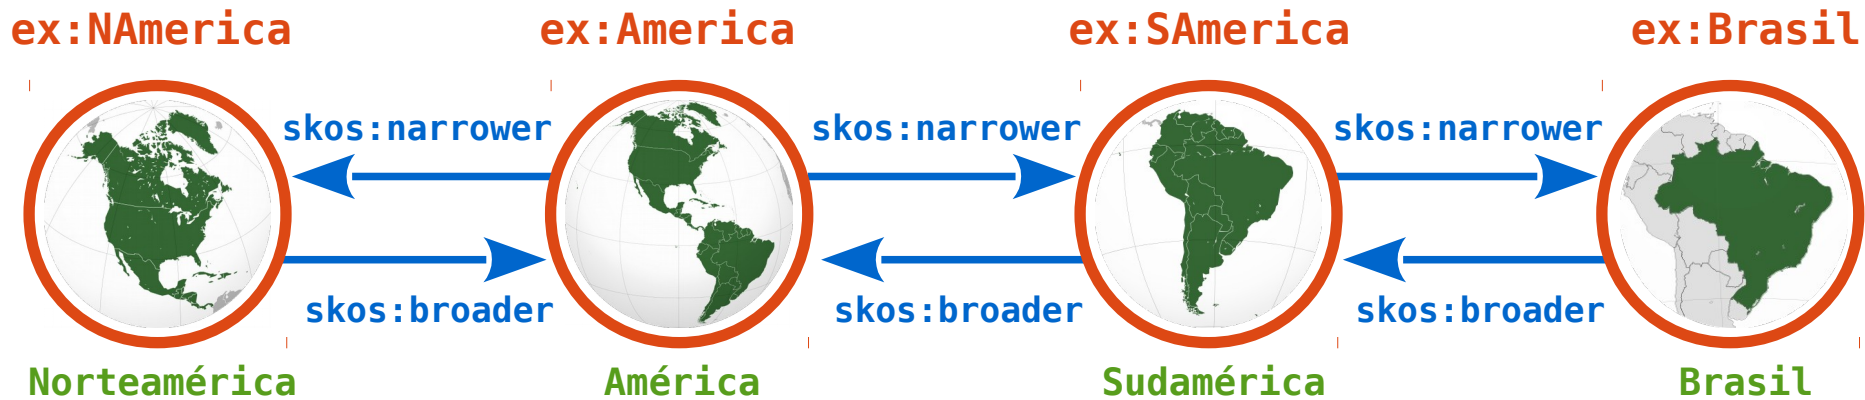 ex:NAmerica
ex:America
ex:SAmerica
ex:Brasil
skos:narrower
skos:narrower
skos:narrower
skos:broader
skos:broader
skos:broader
Norteamérica
América
Sudamérica
Brasil